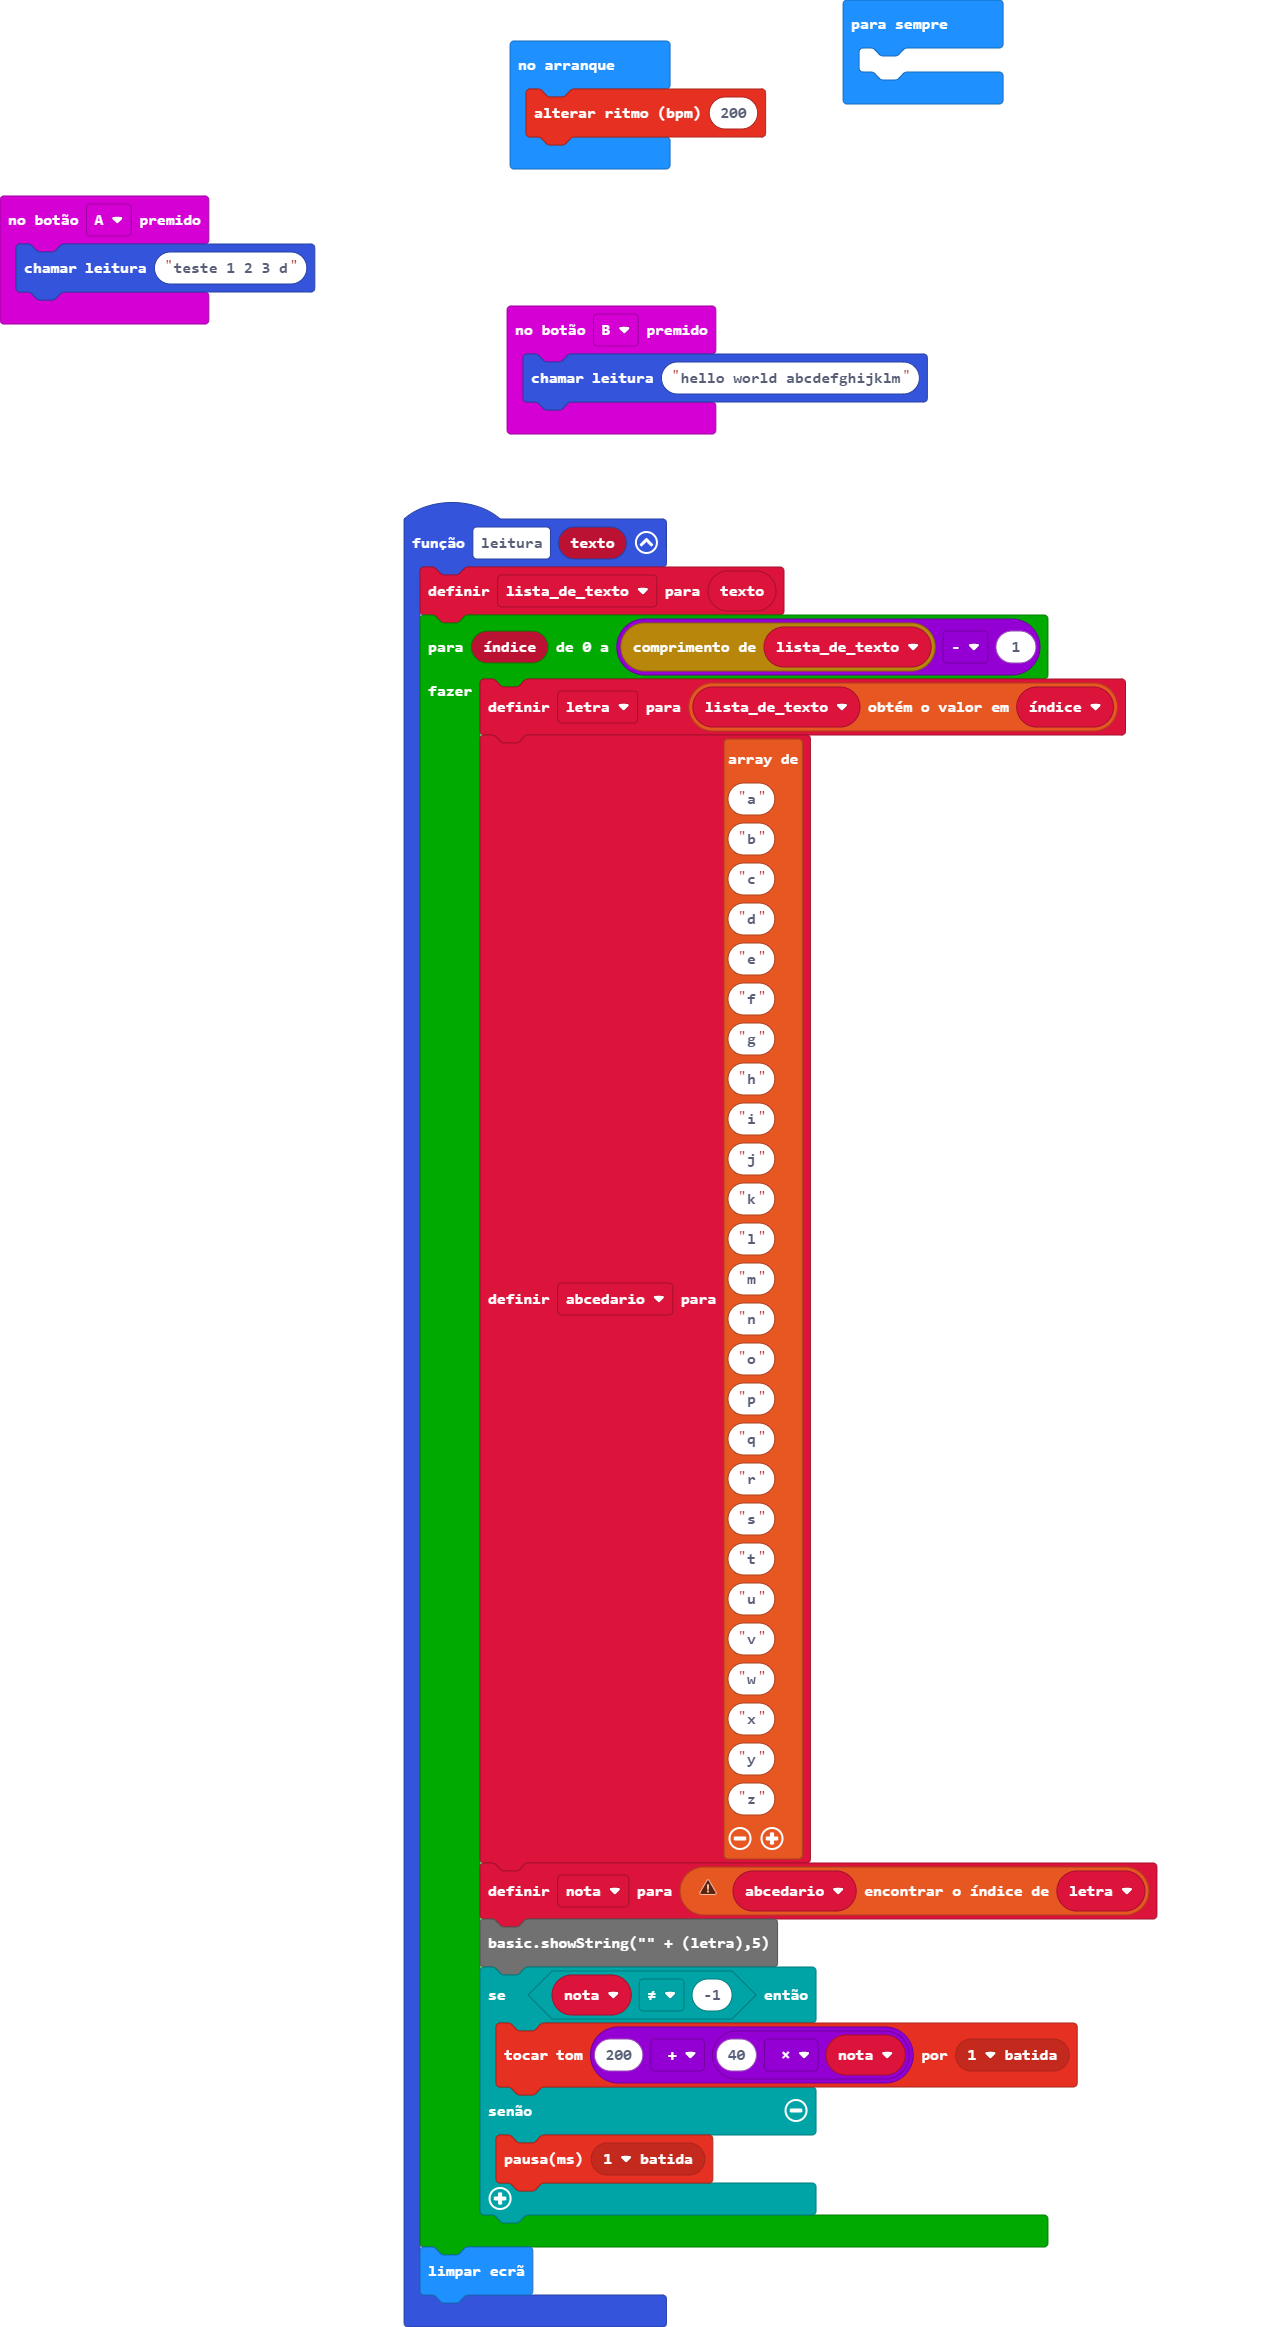 para sempre
no arranque
alterar ritmo (bpm) 200
no botão A premido
chamar leitura "teste 1 2 3 d"
no botão B premido
chamar leitura "hello world abcdefghijklm"
função leitura texto
definir lista_de_texto para texto
para índice de 0 a comprimento de lista_de_texto - 1
fazer
definir letra para lista_de_texto obtém o valor em índice
array de
"a"
"b"
"c"
"d"
"e"
"f"
"g"
"h"
"i"
"j"
"k"
"l"
"m"
definir abcedario para
"n"
"o"
"p"
"q"
"r"
"s"
"t"
"u"
"v"
"w"
"x"
"y"
"z"
definir nota para abcedario encontrar o índice de letra
basic.showString("" + (letra),5)
se nota ≠ -1 então
tocar tom 200 + 40 × nota por 1 batida
senão
pausa(ms) 1 batida
limpar ecrã